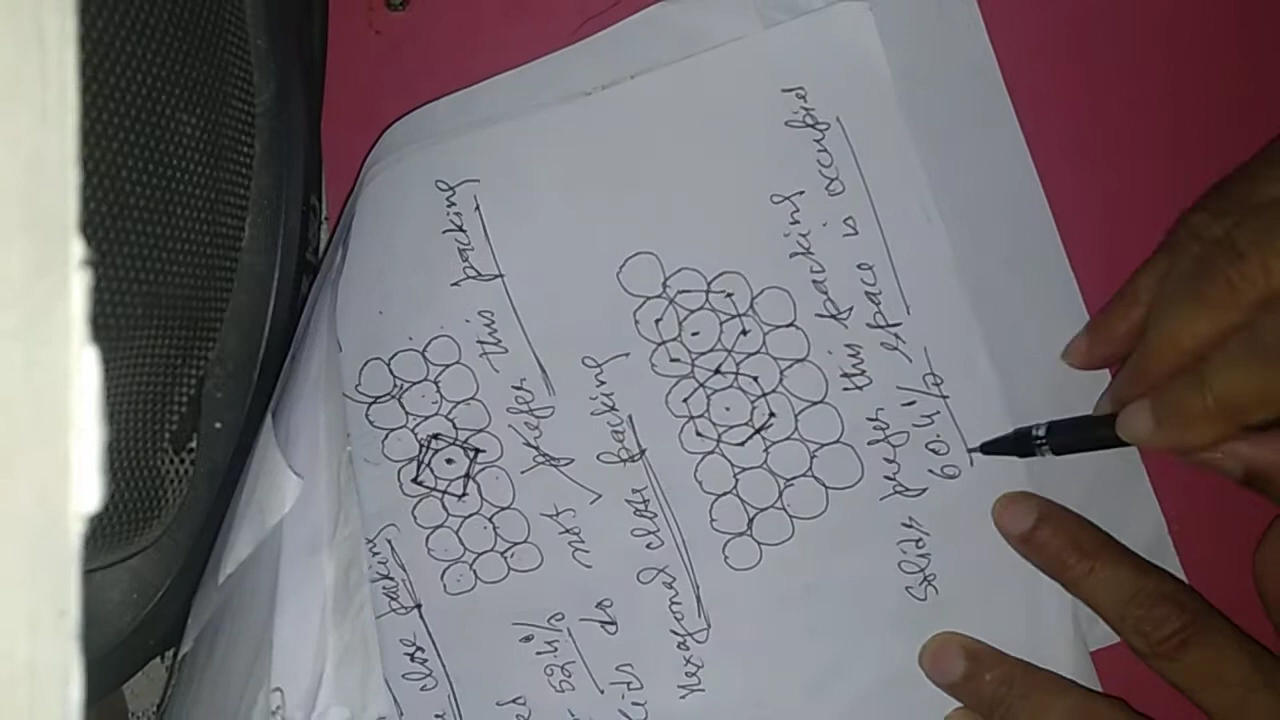 close packing
52.4%
do not prefer this packing
Hexagonal close packing
Solids prefer this packing
60.4% space is occupied